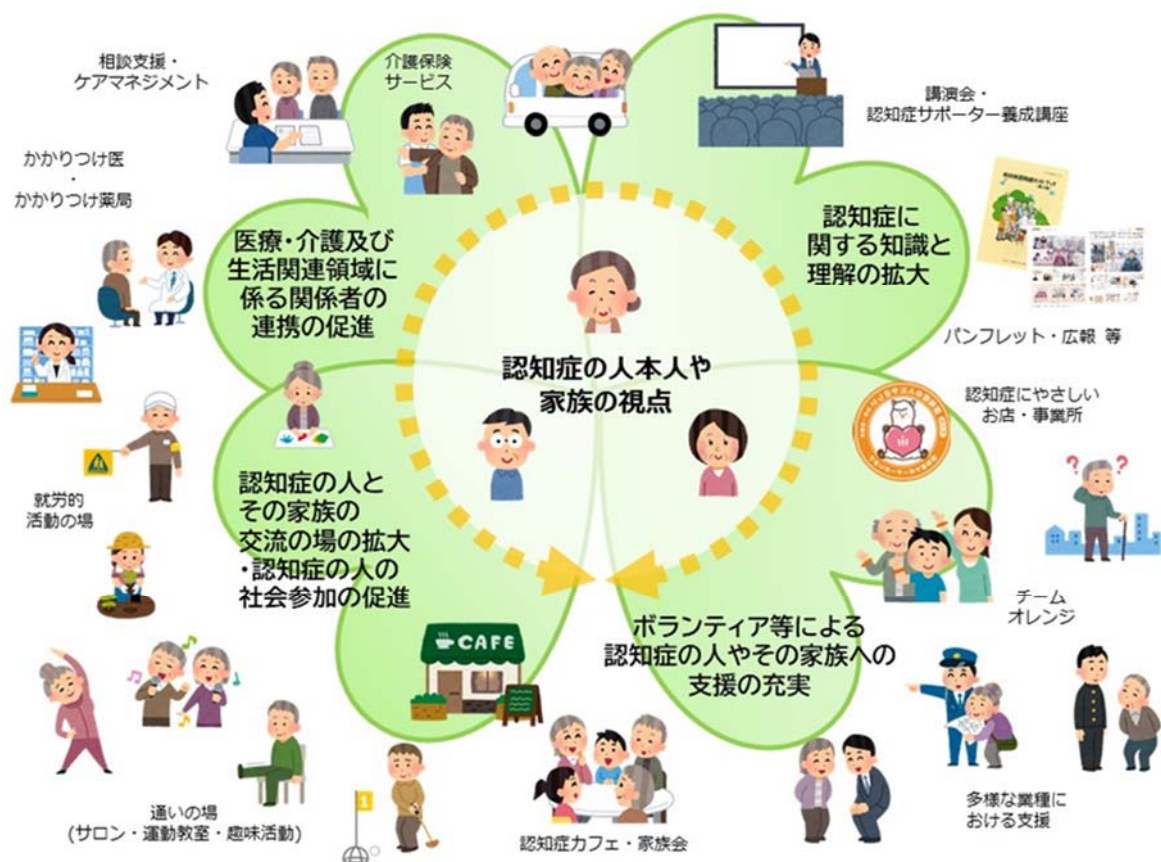 相談支援・
ケアマネジメント
介護保険
サービス
講演会・
認知症サポーター養成講座
かかりつけ医
・
かかりつけ薬局
医療・介護及び
生活関連領域に
係る関係者の
連携の促進
認知症に
関する知識と
理解の拡大
パンフレット・広報 等
認知症の人本人や
家族の視点
認知症にやさしい
お店・事業所
就労的
活動の場
認知症の人と
その家族の
交流の場の拡大
・認知症の人の
社会参加の促進
チーム
オレンジ
ボランティア等による
認知症の人やその家族への
支援の充実
CAFE
1
通いの場
(サロン・運動教室・趣味活動)
認知症カフェ・家族会
多様な業種に
おける支援